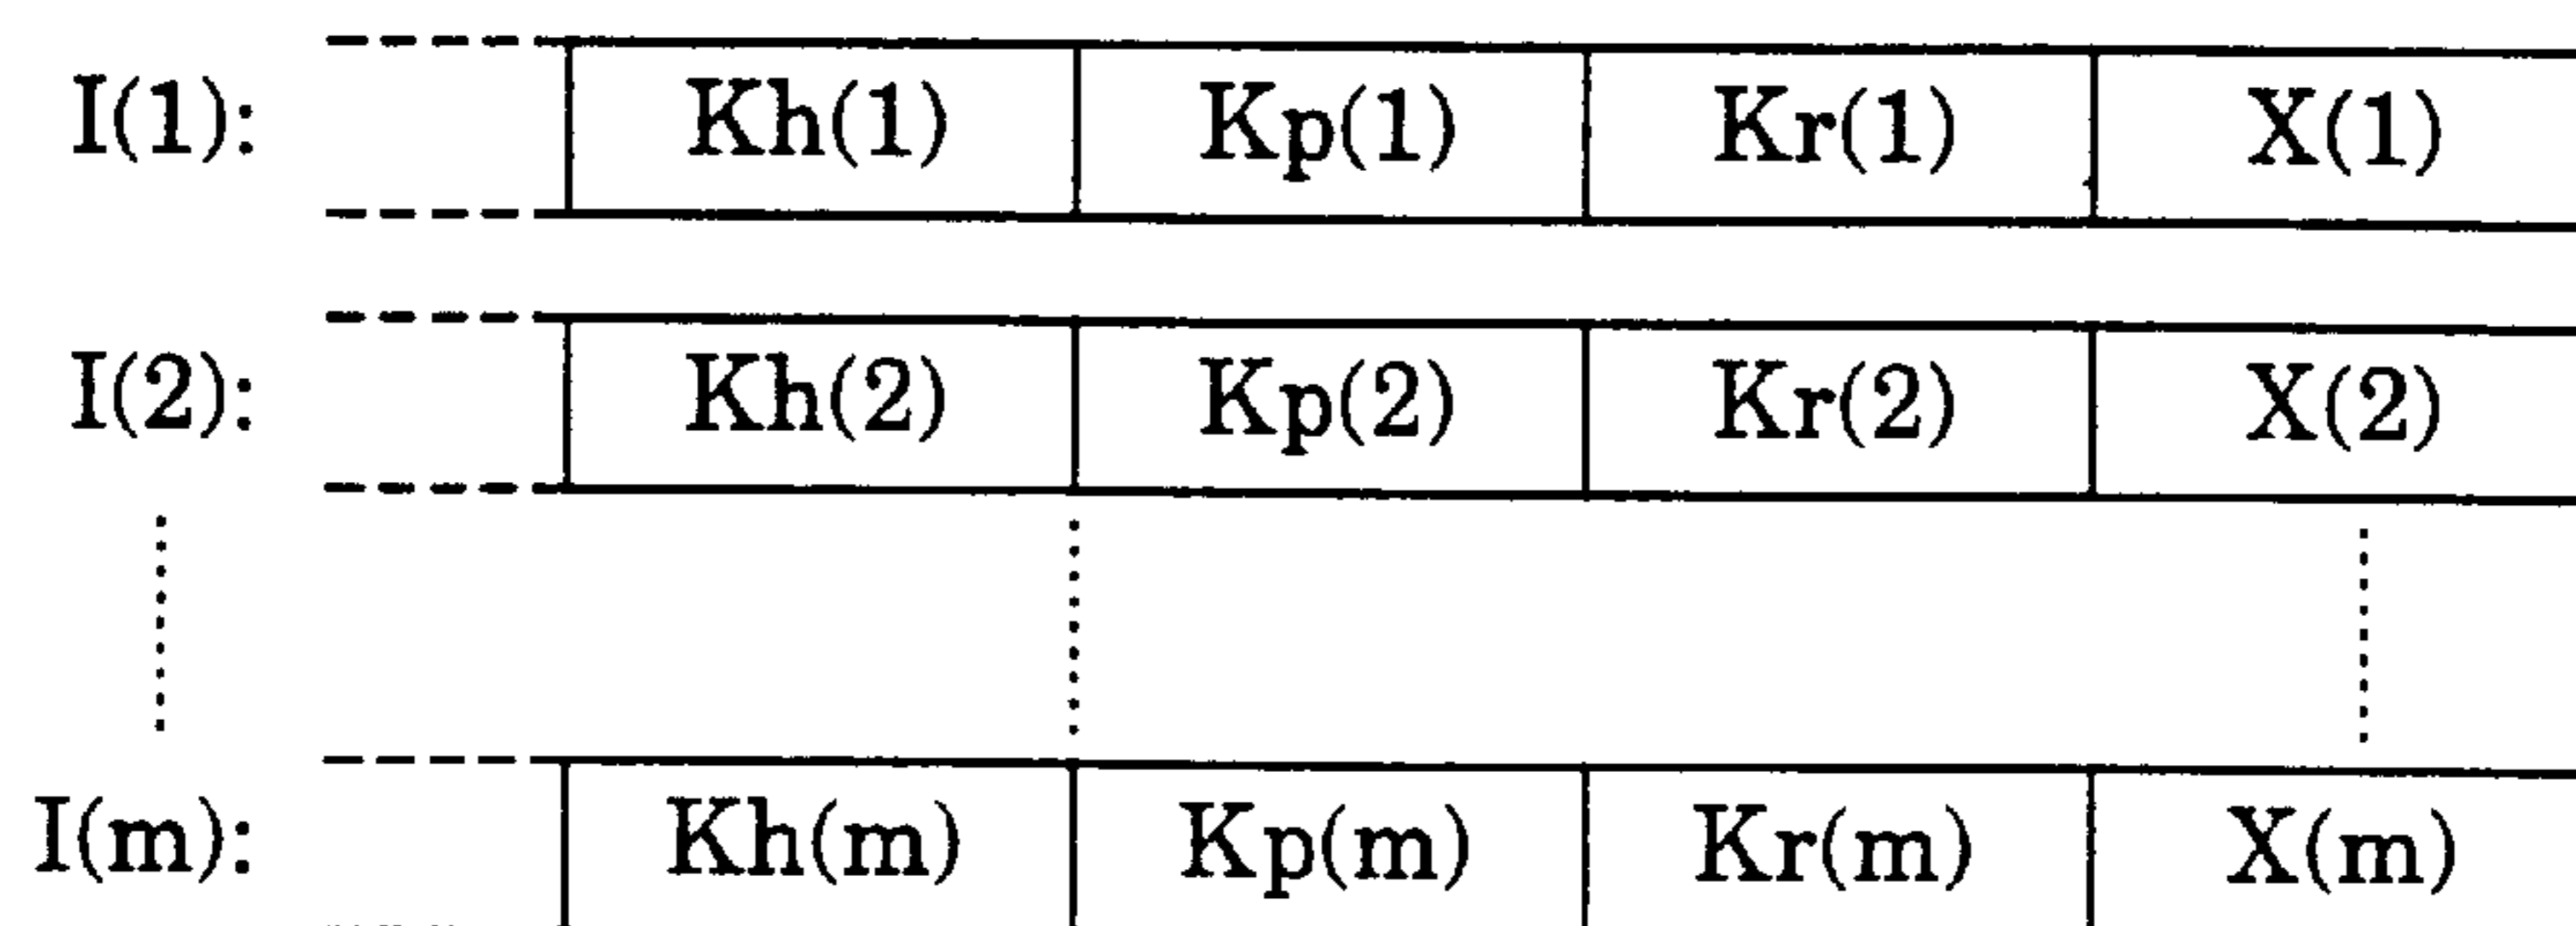 I(1): Kh(1) Kp(1) Kr(1) X(1)
I(2): Kh(2) Kp(2) Kr(2) X(2)
I(m): Kh(m) Kp(m) Kr(m) X(m)